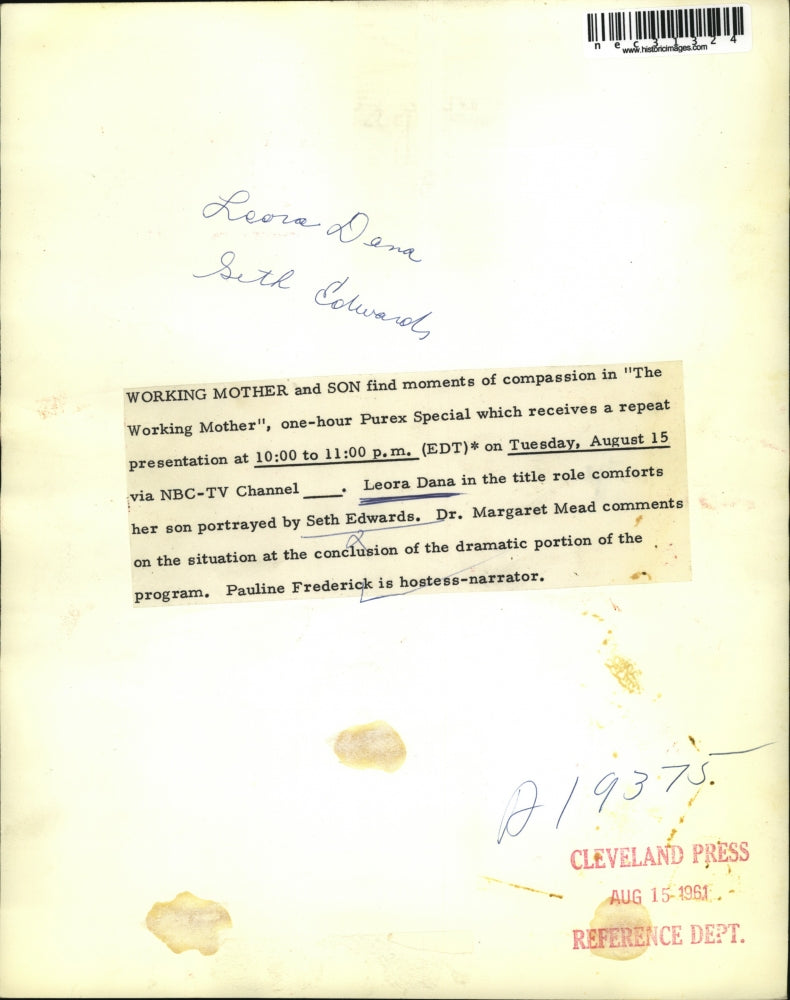 nec31324
www.historicimages.com
Leora Dana
Seth Edwards
WORKING MOTHER and SON find moments of compassion in "The
Working Mother", one-hour Purex Special which receives a repeat
presentation at 10:00 to 11:00 p.m. (EDT)* on Tuesday, August 15
via NBC-TV Channel ____. Leora Dana in the title role comforts
her son portrayed by Seth Edwards. Dr. Margaret Mead comments
on the situation at the conclusion of the dramatic portion of the
program. Pauline Frederick is hostess-narrator.
A19375
CLEVELAND PRESS
AUG 15 1961
REFERENCE DEPT.